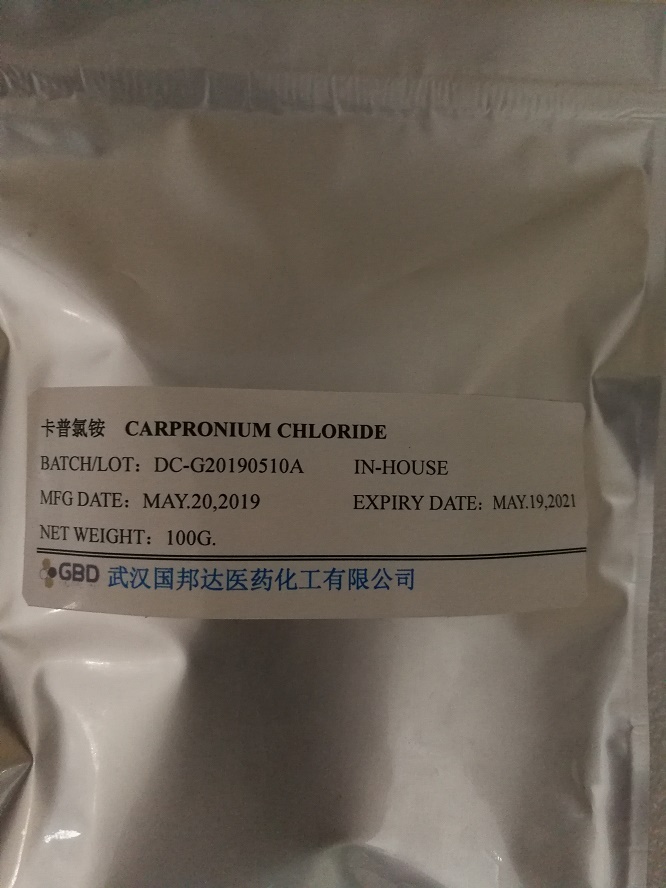 卡普氯铵 CARPRONIUM CHLORIDE
BATCH/LOT: DC-G20190510A IN-HOUSE
MFG DATE: MAY.20,2019 EXPIRY DATE: MAY.19,2021
NET WEIGHT: 100G.
GBD 武汉国邦达医药化工有限公司